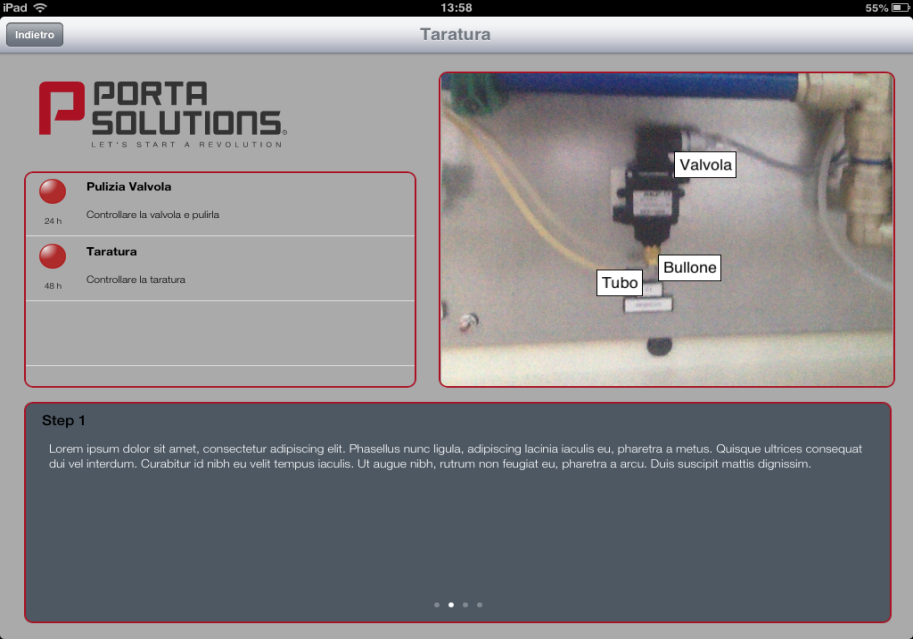 iPad 13:58 55%
Indietro Taratura
PORTA
SOLUTIONS
LET'S START A REVOLUTION
Pulizia Valvola
Controllare la valvola e pulirla
24 h
Taratura
Controllare la taratura
48 h
Valvola
Bullone
Tubo
Step 1
Lorem ipsum dolor sit amet, consectetur adipiscing elit. Phasellus nunc ligula, adipiscing lacinia iaculis eu, pharetra a metus. Quisque ultrices consequat
dui vel interdum. Curabitur id nibh eu velit tempus iaculis. Ut augue nibh, rutrum non feugiat eu, pharetra a arcu. Duis suscipit mattis dignissim.